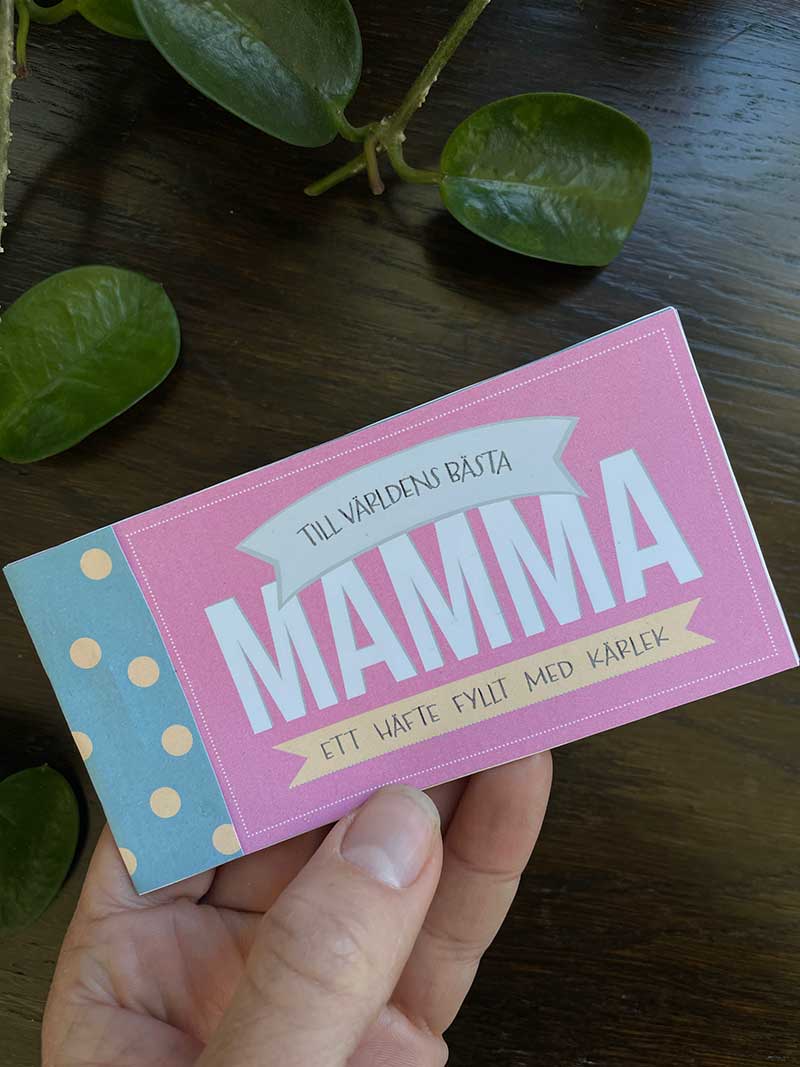 TILL VÄRLDENS BÄSTA
MAMMA
ETT HÄFTE FYLLT MED KÄRLEK